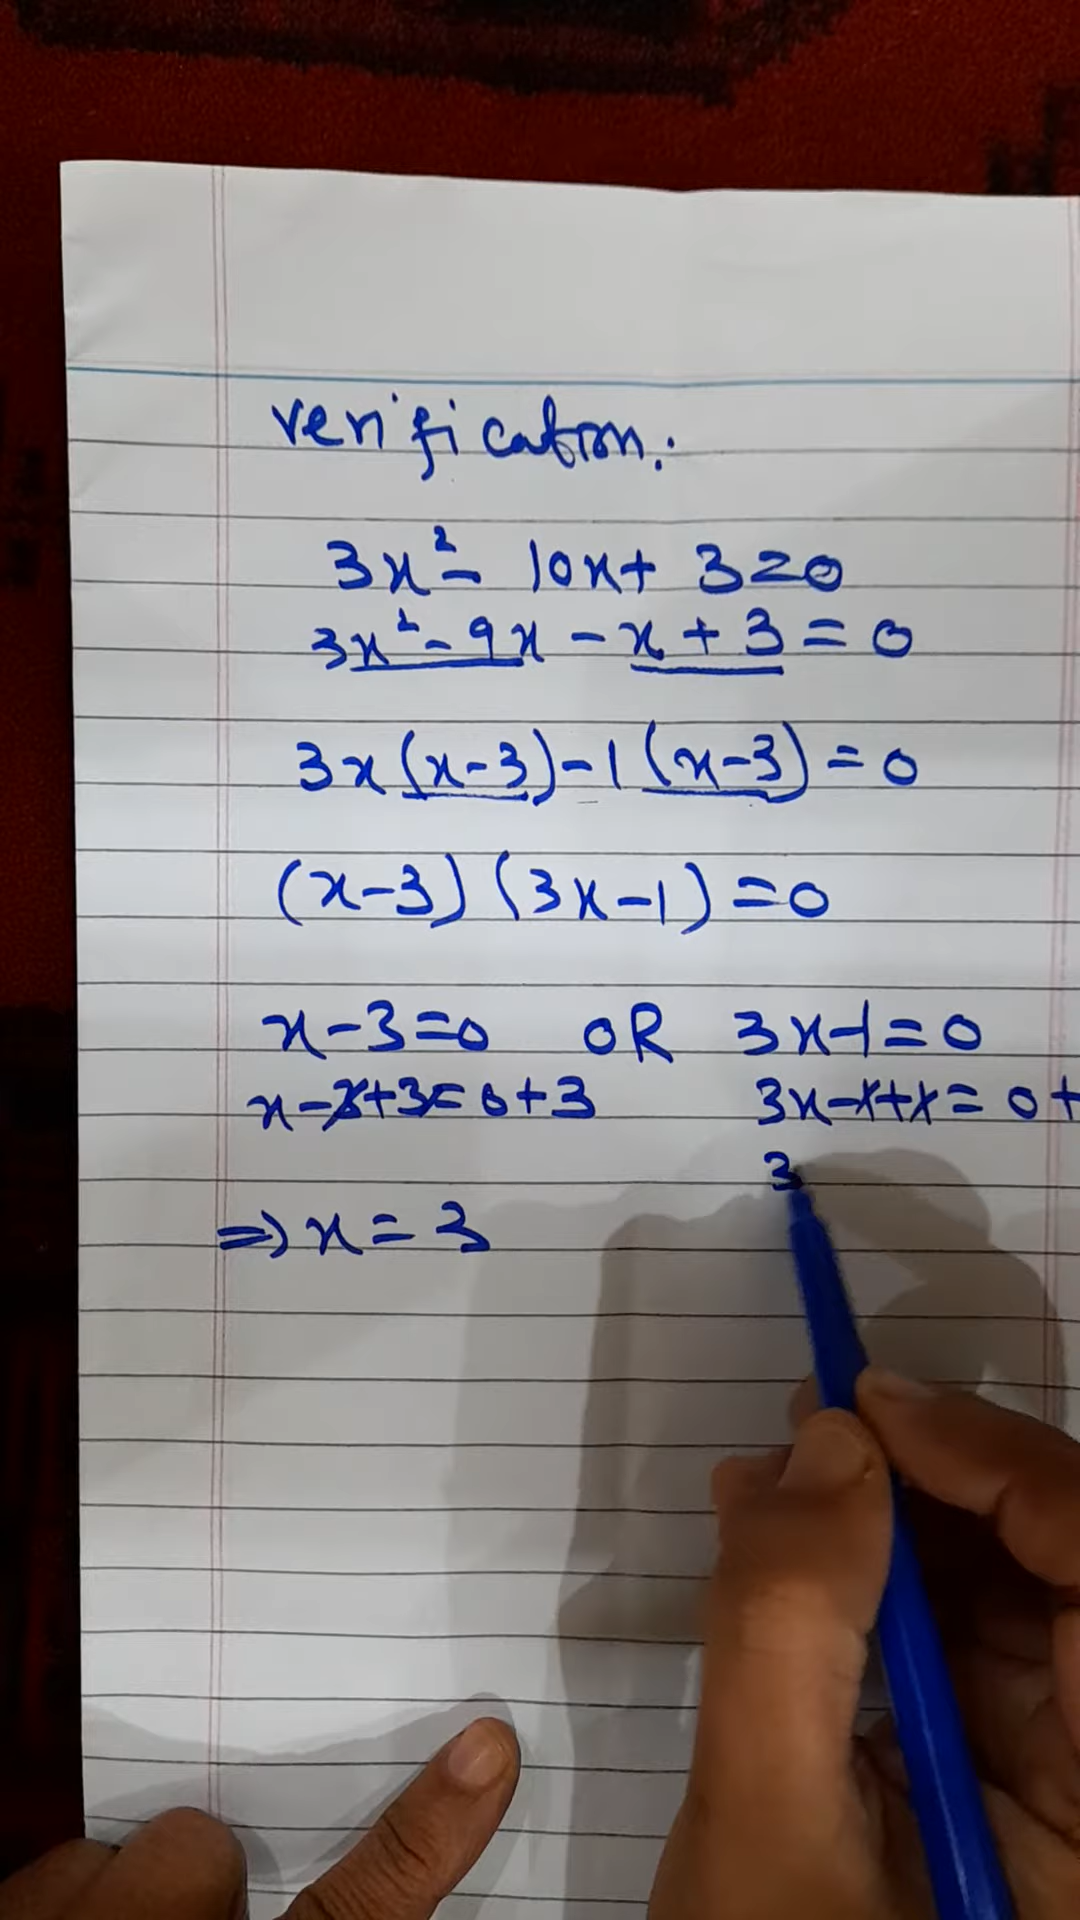 verification:
3x² - 10x + 3 = 0
3x² - 9x - x + 3 = 0
3x(x-3) - 1(x-3) = 0
(x-3)(3x-1) = 0
x-3=0 OR 3x-1=0
x-3+3=0+3 3x-1+1=0+
3
⇒ x = 3